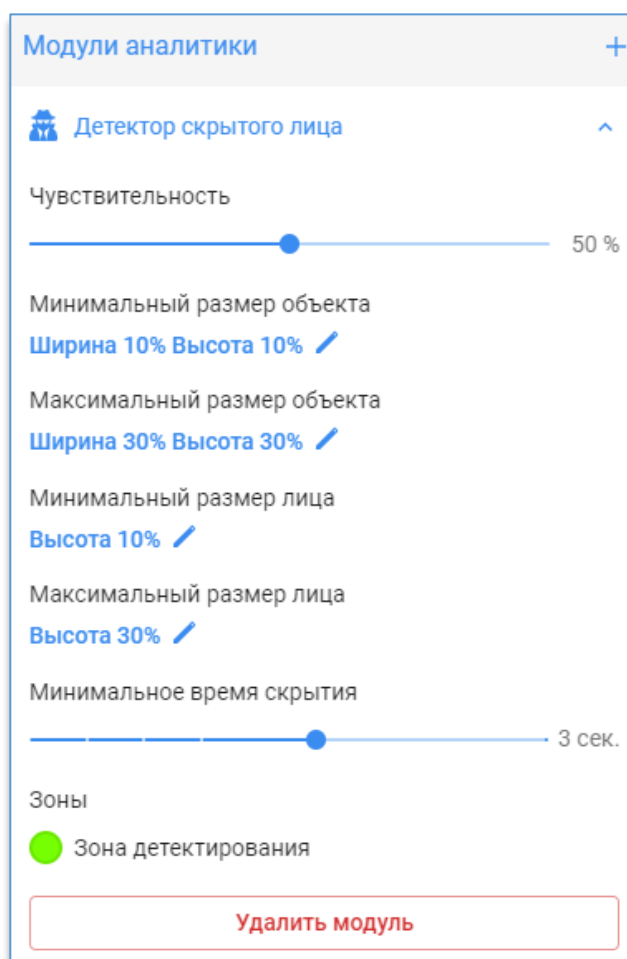 Модули аналитики +
Детектор скрытого лица
Чувствительность
50 %
Минимальный размер объекта
Ширина 10% Высота 10%
Максимальный размер объекта
Ширина 30% Высота 30%
Минимальный размер лица
Высота 10%
Максимальный размер лица
Высота 30%
Минимальное время скрытия
3 сек.
Зоны
Зона детектирования
Удалить модуль